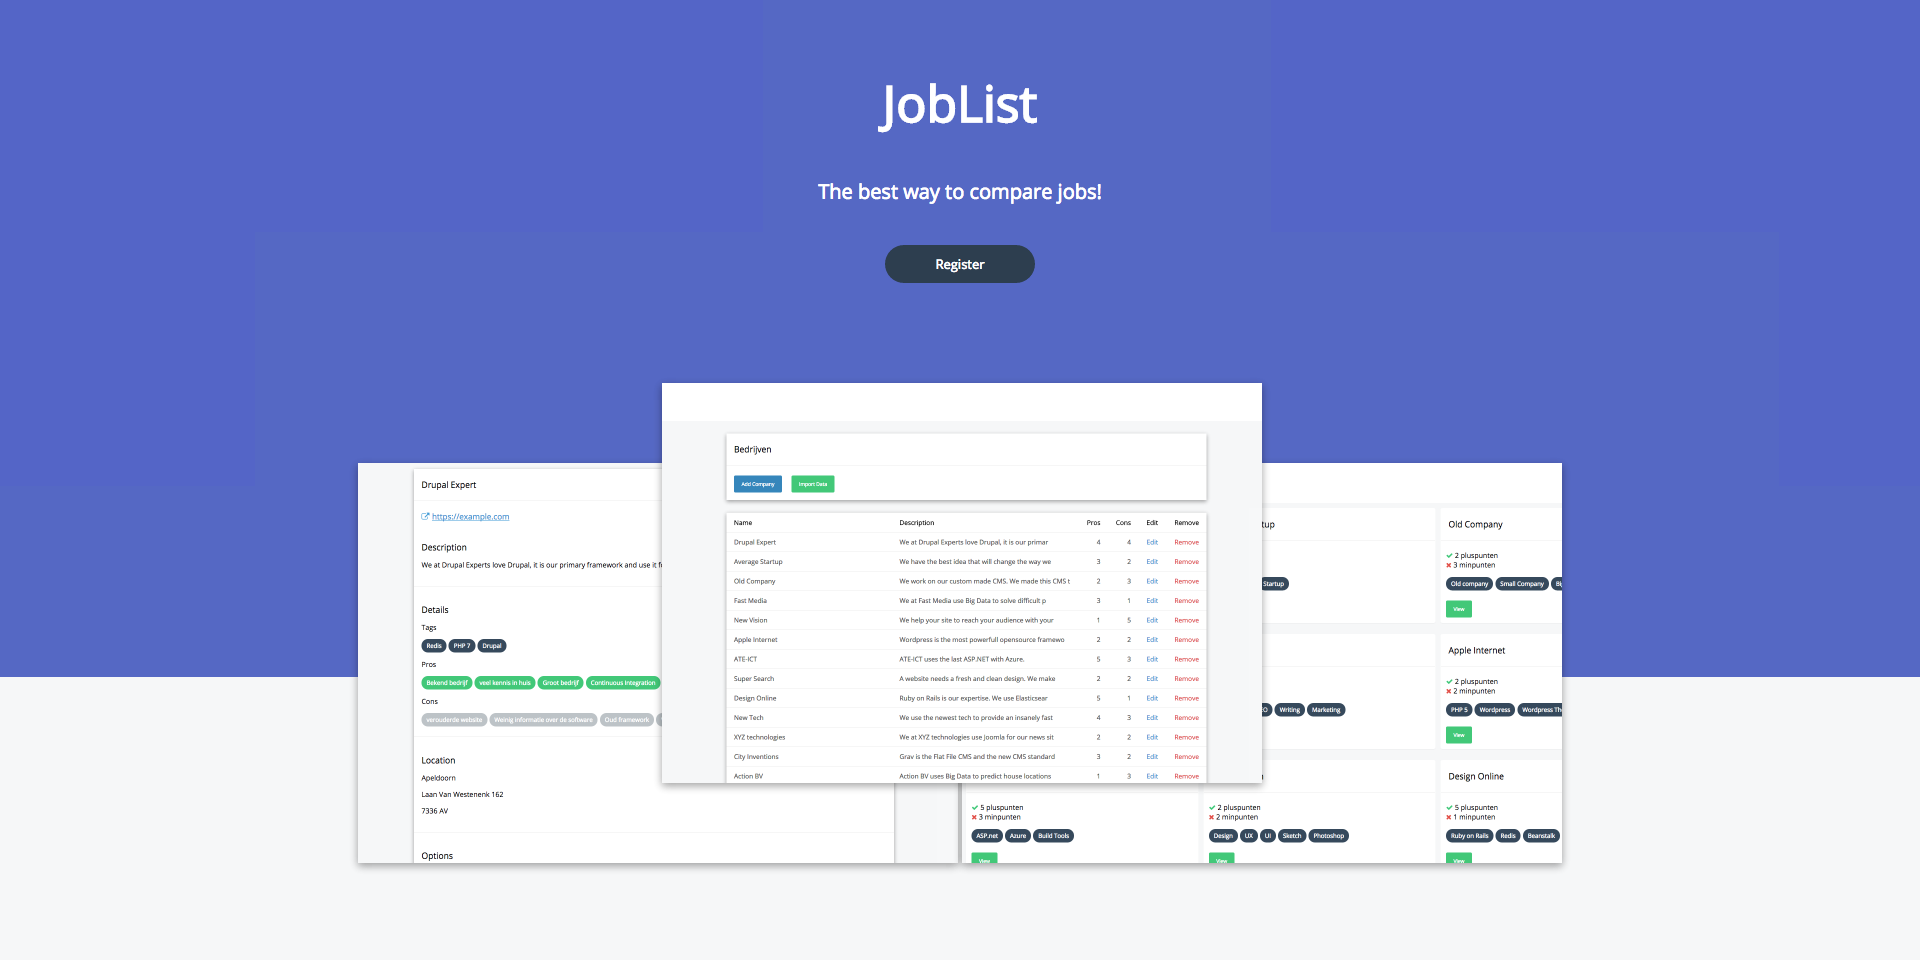 JobList
The best way to compare jobs!
Register
Drupal Expert
https://example.com
Description
We at Drupal Experts love Drupal, it is our primary framework and use it
Details
Tags
Redis PHP 7 Drupal
Pros
Bekend bedrijf veel kennis in huis Groot bedrijf Continuous Integration
Cons
verouderde website Weinig informatie over de software Oud framework
Location
Apeldoorn
Laan Van Westenenk 162
7336 AV
Options
Bedrijven
Add Company Import Data
Name Description Pros Cons Edit Remove
Drupal Expert We at Drupal Experts love Drupal, it is our primar 4 4 Edit Remove
Average Startup We have the best idea that will change the way we 3 2 Edit Remove
Old Company We work on our custom made CMS. We made this CMS t 2 3 Edit Remove
Fast Media We at Fast Media use Big Data to solve difficult p 3 1 Edit Remove
New Vision We help your site to reach your audience with your 1 5 Edit Remove
Apple Internet Wordpress is the most powerfull opensource framewo 2 2 Edit Remove
ATE-ICT ATE-ICT uses the last ASP.NET with Azure. 5 3 Edit Remove
Super Search A website needs a fresh and clean design. We make 2 2 Edit Remove
Design Online Ruby on Rails is our expertise. We use Elasticsear 5 1 Edit Remove
New Tech We use the newest tech to provide an insanely fast 4 3 Edit Remove
XYZ technologies We at XYZ technologies use Joomla for our news sit 2 2 Edit Remove
City Inventions Grav is the Flat File CMS and the new CMS standard 3 2 Edit Remove
Action BV Action BV uses Big Data to predict house locations 1 3 Edit Remove
tup
Startup
Old Company
2 pluspunten
3 minpunten
Old company Small Company
View
Writing Marketing
Apple Internet
2 pluspunten
2 minpunten
PHP 5 Wordpress Wordpress Th
View
5 pluspunten
3 minpunten
ASP.net Azure Build Tools
View
2 pluspunten
2 minpunten
Design UX UI Sketch Photoshop
View
Design Online
5 pluspunten
1 minpunten
Ruby on Rails Redis Beanstalk
View